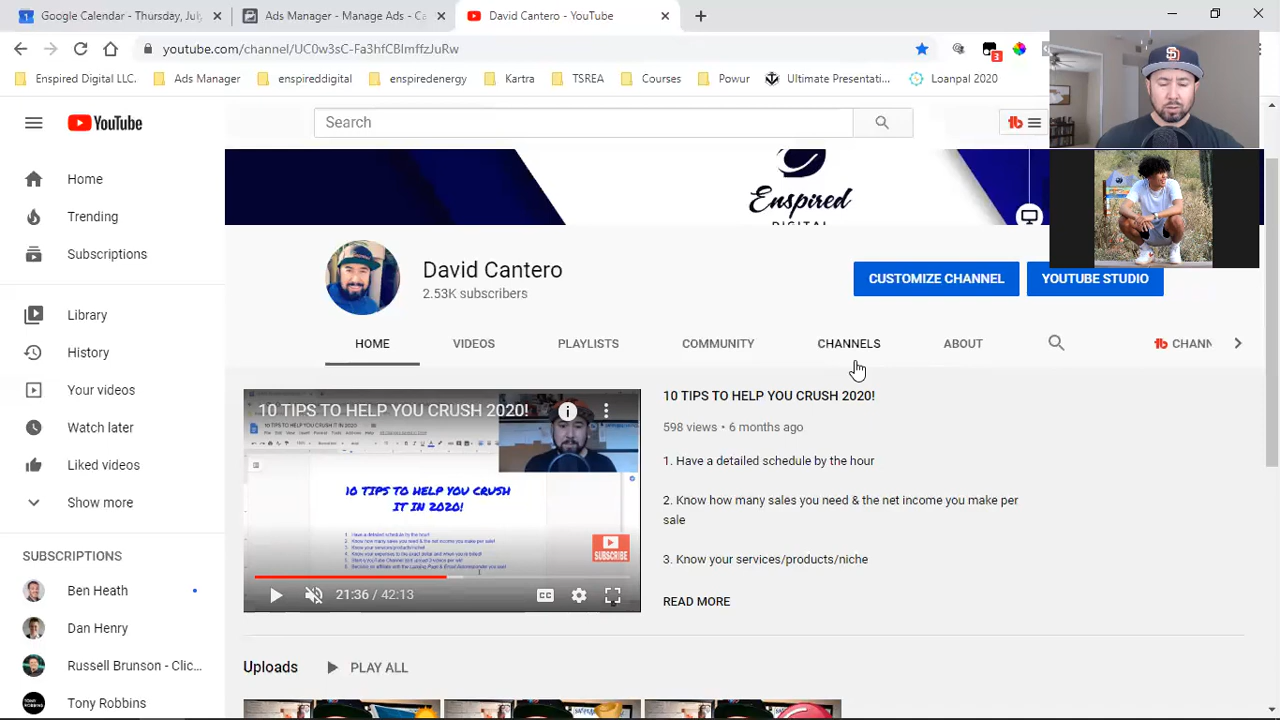 Google Calendar - Thursday, July
Ads Manager - Manage Ads - Ca
David Cantero - YouTube
youtube.com/channel/UC0w3sC-Fa3hfCBlmffzJuRw
3
Enspired Digital LLC.
Ads Manager
enspireddigital
enspiredenergy
Kartra
TSREA
Courses
Powur
Ultimate Presentati...
Loanpal 2020
YouTube
Search
Home
Trending
Subscriptions
Library
History
Your videos
Watch later
Liked videos
Show more
SUBSCRIPTIONS
Ben Heath
Dan Henry
Russell Brunson - Clic...
Tony Robbins
Enspired
DIGITAL
David Cantero
2.53K subscribers
CUSTOMIZE CHANNEL
YOUTUBE STUDIO
HOME
VIDEOS
PLAYLISTS
COMMUNITY
CHANNELS
ABOUT
CHANN
10 TIPS TO HELP YOU CRUSH 2020!
10 TIPS TO HELP YOU CRUSH
IT IN 2020!
SUBSCRIBE
21:36 / 42:13
10 TIPS TO HELP YOU CRUSH 2020!
598 views • 6 months ago
1. Have a detailed schedule by the hour
2. Know how many sales you need & the net income you make per
sale
3. Know your services/products/niche
READ MORE
Uploads
PLAY ALL